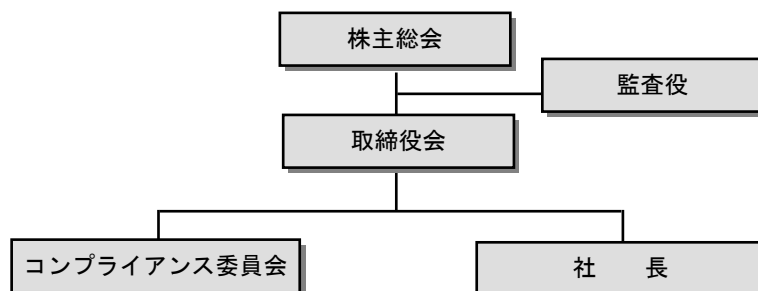 株主総会
監査役
取締役会
コンプライアンス委員会
社　　長